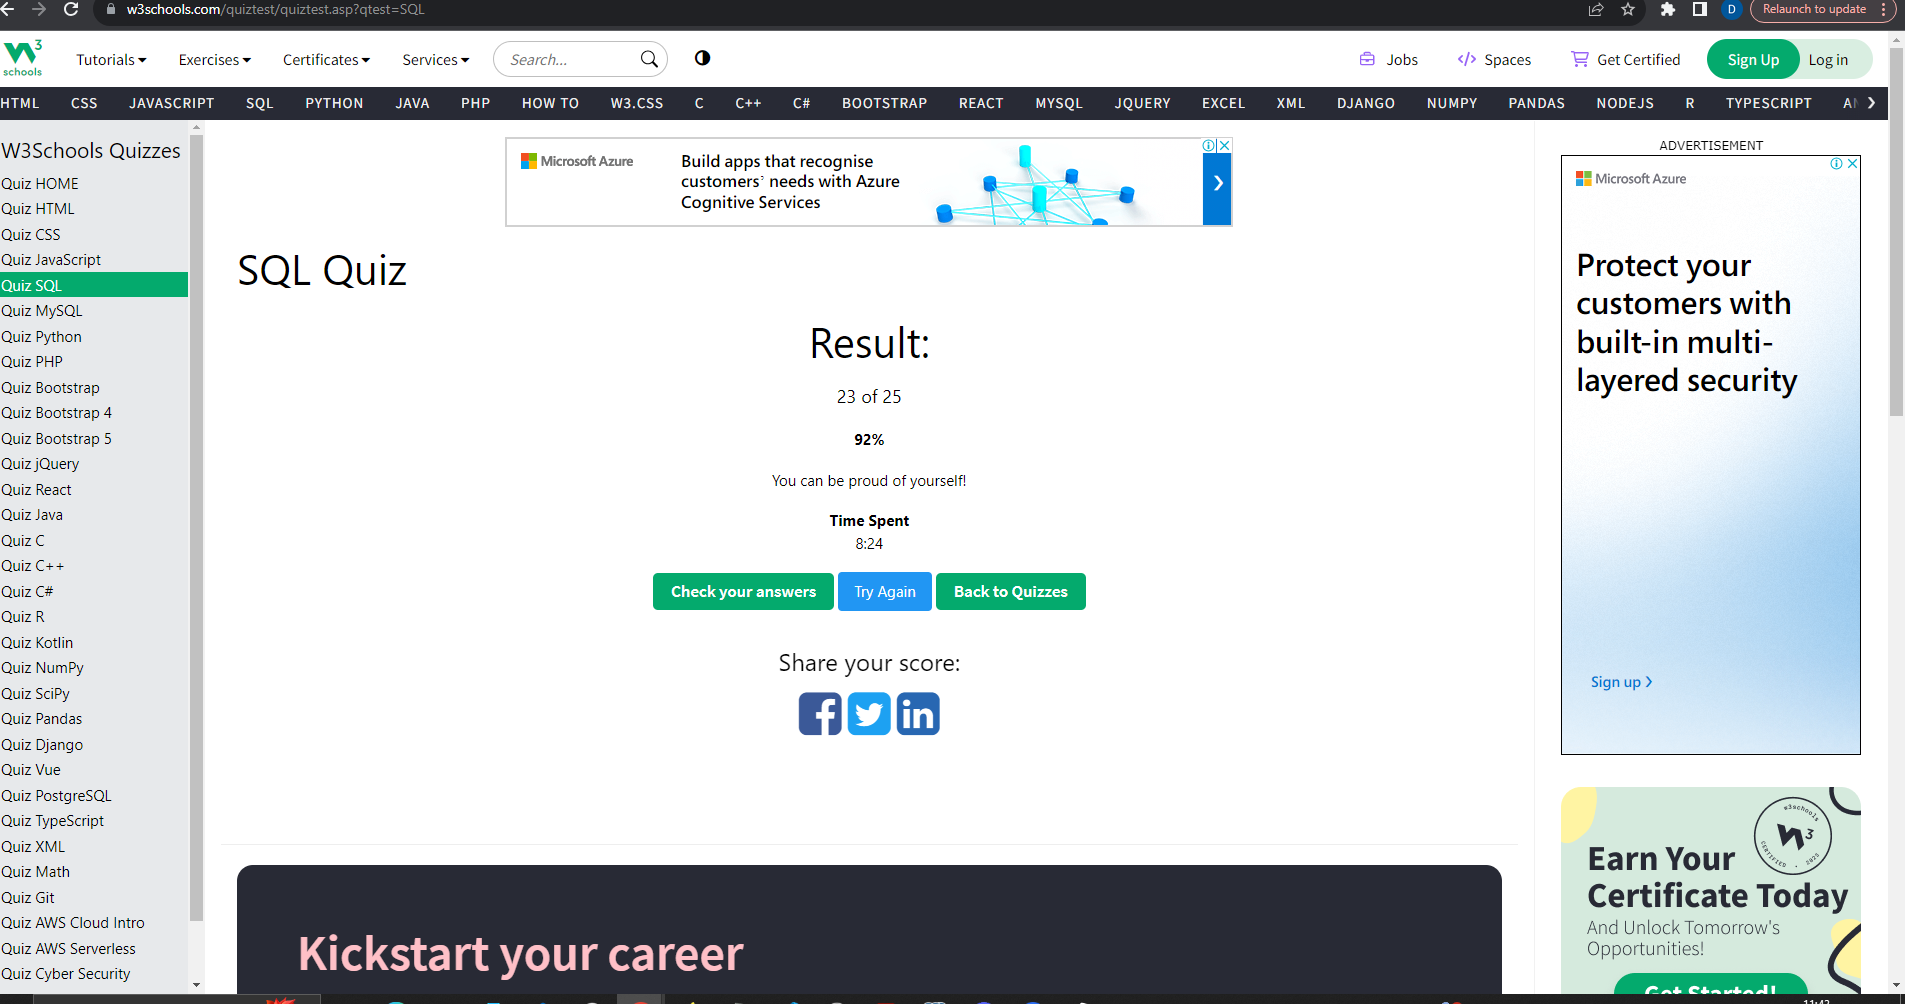 w3schools.com/quiztest/quiztest.asp?qtest=SQL
D
Relaunch to update
W3
schools
Tutorials
Exercises
Certificates
Services
Search...
Jobs
Spaces
Get Certified
Sign Up
Log in
HTML CSS JAVASCRIPT SQL PYTHON JAVA PHP HOW TO W3.CSS C C++ C# BOOTSTRAP REACT MYSQL JQUERY EXCEL XML DJANGO NUMPY PANDAS NODEJS R TYPESCRIPT
W3Schools Quizzes
Quiz HOME
Quiz HTML
Quiz CSS
Quiz JavaScript
Quiz SQL
Quiz MySQL
Quiz Python
Quiz PHP
Quiz Bootstrap
Quiz Bootstrap 4
Quiz Bootstrap 5
Quiz jQuery
Quiz React
Quiz Java
Quiz C
Quiz C++
Quiz C#
Quiz R
Quiz Kotlin
Quiz NumPy
Quiz SciPy
Quiz Pandas
Quiz Django
Quiz Vue
Quiz PostgreSQL
Quiz TypeScript
Quiz XML
Quiz Math
Quiz Git
Quiz AWS Cloud Intro
Quiz AWS Serverless
Quiz Cyber Security
Microsoft Azure
Build apps that recognise
customers' needs with Azure
Cognitive Services
SQL Quiz
Result:
23 of 25
92%
You can be proud of yourself!
Time Spent
8:24
Check your answers
Try Again
Back to Quizzes
Share your score:
Kickstart your career
ADVERTISEMENT
Microsoft Azure
Protect your
customers with
built-in multi-
layered security
Sign up
w3schools
CERTIFIED . 2023
Earn Your
Certificate Today
And Unlock Tomorrow's
Opportunities!
Get Started!